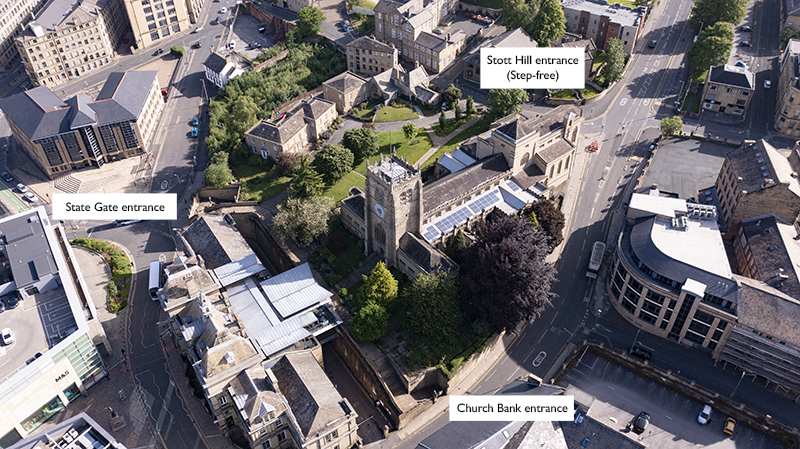 Stott Hill entrance
(Step-free)
State Gate entrance
M&S
Church Bank entrance